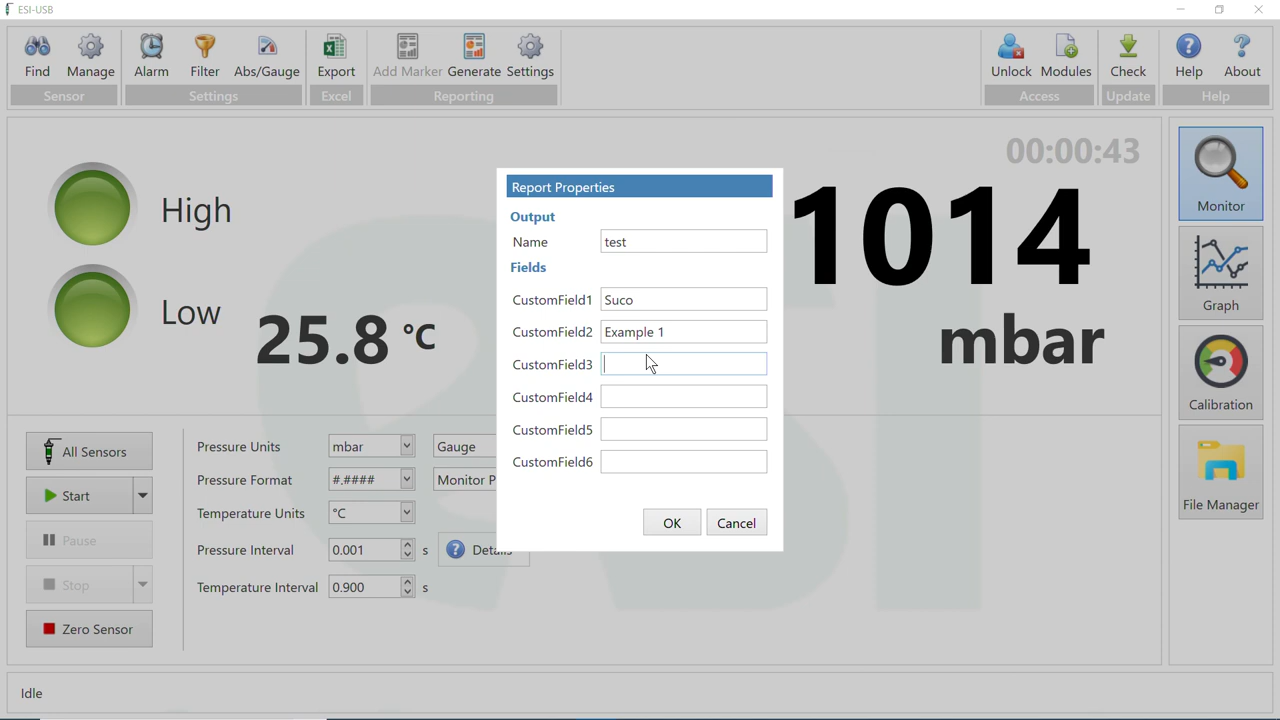 ESI-USB
Find
Manage
Alarm
Filter
Abs/Gauge
Export
Add Marker
Generate
Settings
Unlock
Modules
Check
Help
About
Sensor
Settings
Excel
Reporting
Access
Update
Help
00:00:43
High
Low
25.8 °C
1014
mbar
Report Properties
Output
Name
test
Fields
CustomField1
Suco
CustomField2
Example 1
CustomField3
CustomField4
CustomField5
CustomField6
OK
Cancel
Monitor
Graph
Calibration
File Manager
All Sensors
Start
Pause
Stop
Zero Sensor
Pressure Units
mbar
Gauge
Pressure Format
#.####
Monitor P
Temperature Units
°C
Pressure Interval
0.001
s
Details
Temperature Interval
0.900
s
Idle